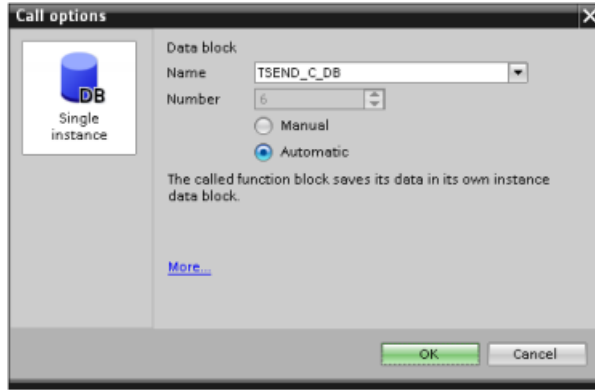 Call options
DB
Single
instance
Data block
Name
TSEND_C_DB
Number
6
Manual
Automatic
The called function block saves its data in its own instance
data block.
More...
OK
Cancel